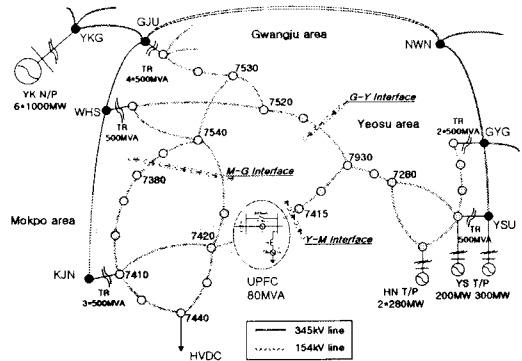 GJU
YKG
Gwangju area
NWN
TR
4*500MVA
7530
YK N/P
6*1000MW
G-Y Interface
7520
WHS
TR
500MVA
Yeosu area
TR
2*500MVA
GYG
7540
M-G Interface
7930
7380
7280
Mokpo area
7415
7420
Y-M Interface
YSU
TR
500MVA
KJN
7410
TR
3*500MVA
UPFC
80MVA
HN T/P
2*280MW
YS T/P
200MW 300MW
7440
HVDC
345kV line
154kV line